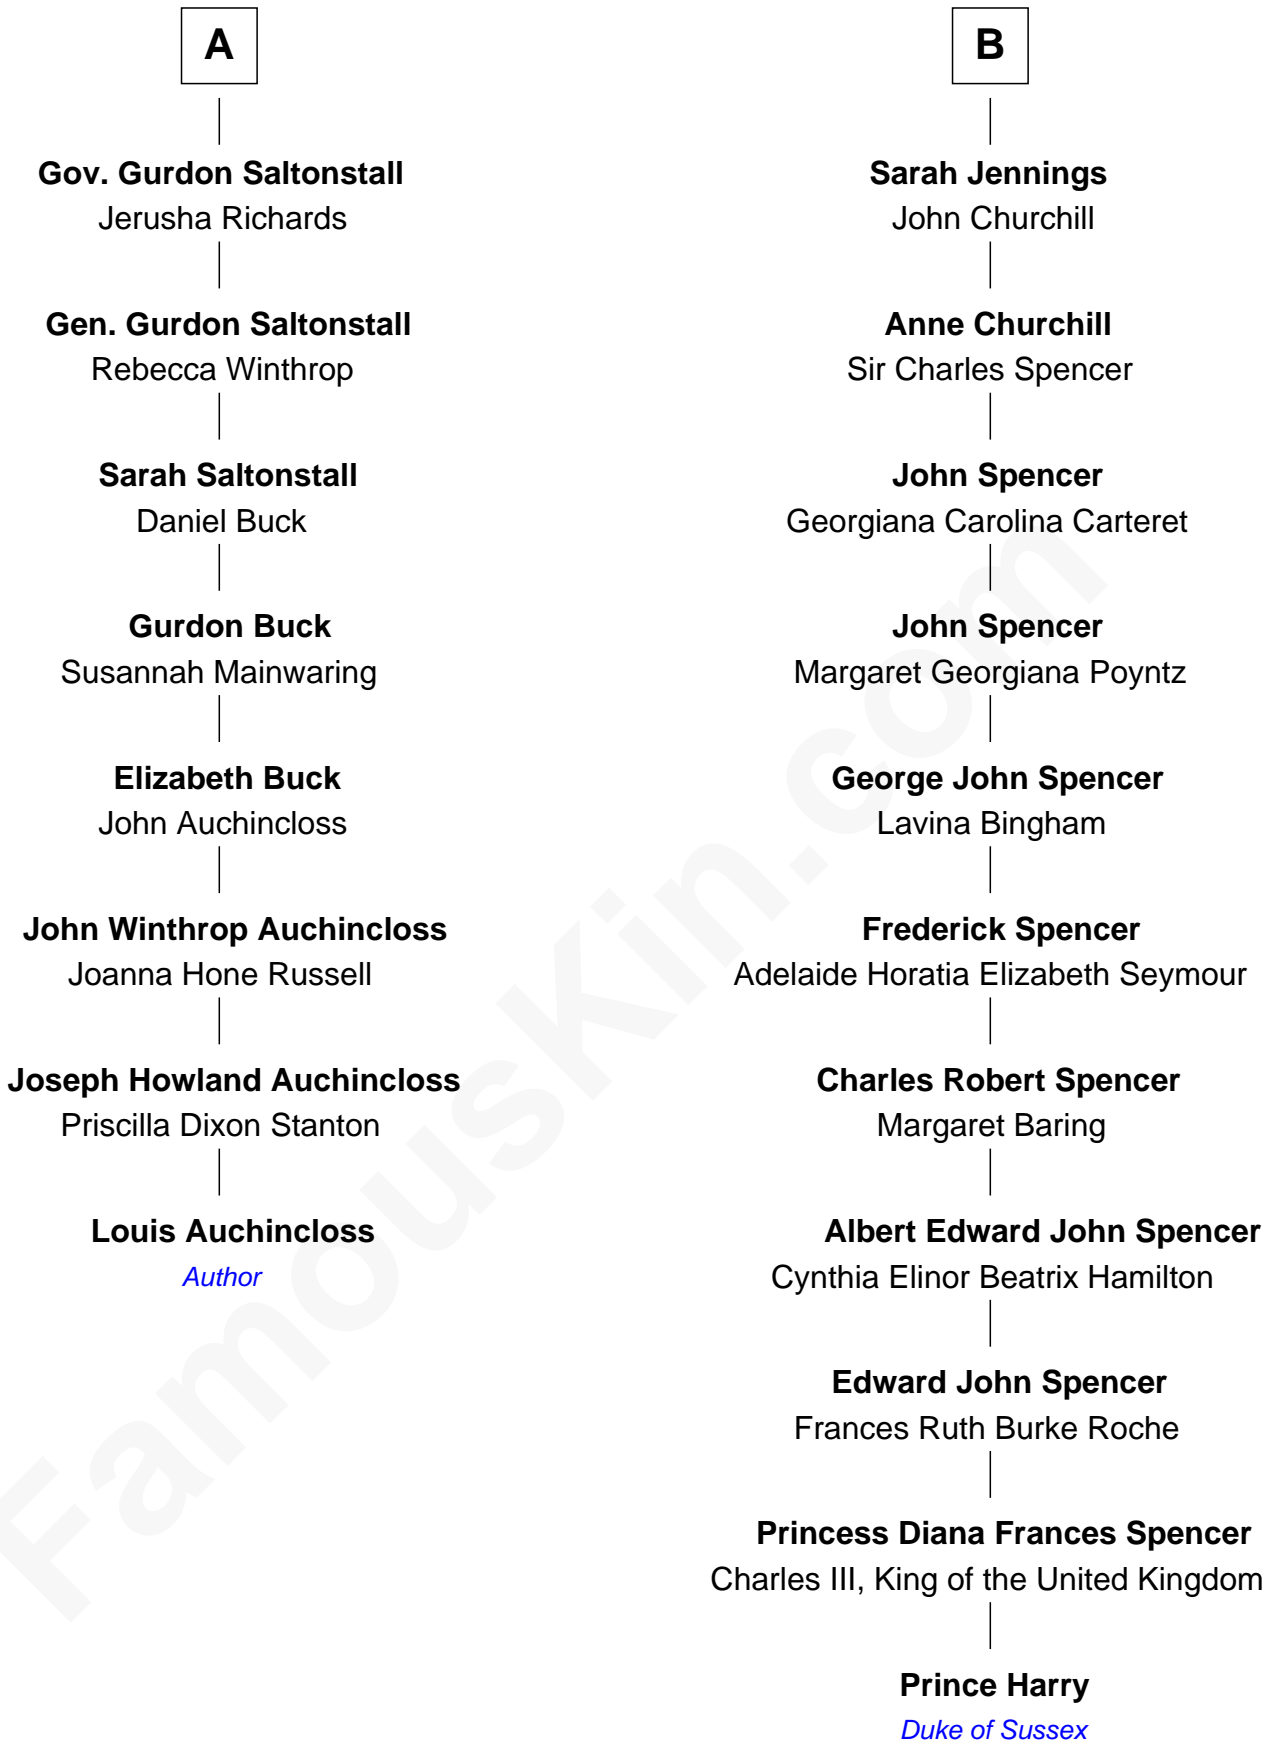 A
Gov. Gurdon Saltonstall
Jerusha Richards
Gen. Gurdon Saltonstall
Rebecca Winthrop
Sarah Saltonstall
Daniel Buck
Gurdon Buck
Susannah Mainwaring
Elizabeth Buck
John Auchincloss
John Winthrop Auchincloss
Joanna Hone Russell
Joseph Howland Auchincloss
Priscilla Dixon Stanton
Louis Auchincloss
Author
B
Sarah Jennings
John Churchill
Anne Churchill
Sir Charles Spencer
John Spencer
Georgiana Carolina Carteret
John Spencer
Margaret Georgiana Poyntz
George John Spencer
Lavina Bingham
Frederick Spencer
Adelaide Horatia Elizabeth Seymour
Charles Robert Spencer
Margaret Baring
Albert Edward John Spencer
Cynthia Elinor Beatrix Hamilton
Edward John Spencer
Frances Ruth Burke Roche
Princess Diana Frances Spencer
Charles III, King of the United Kingdom
Prince Harry
Duke of Sussex
FamousKin.com